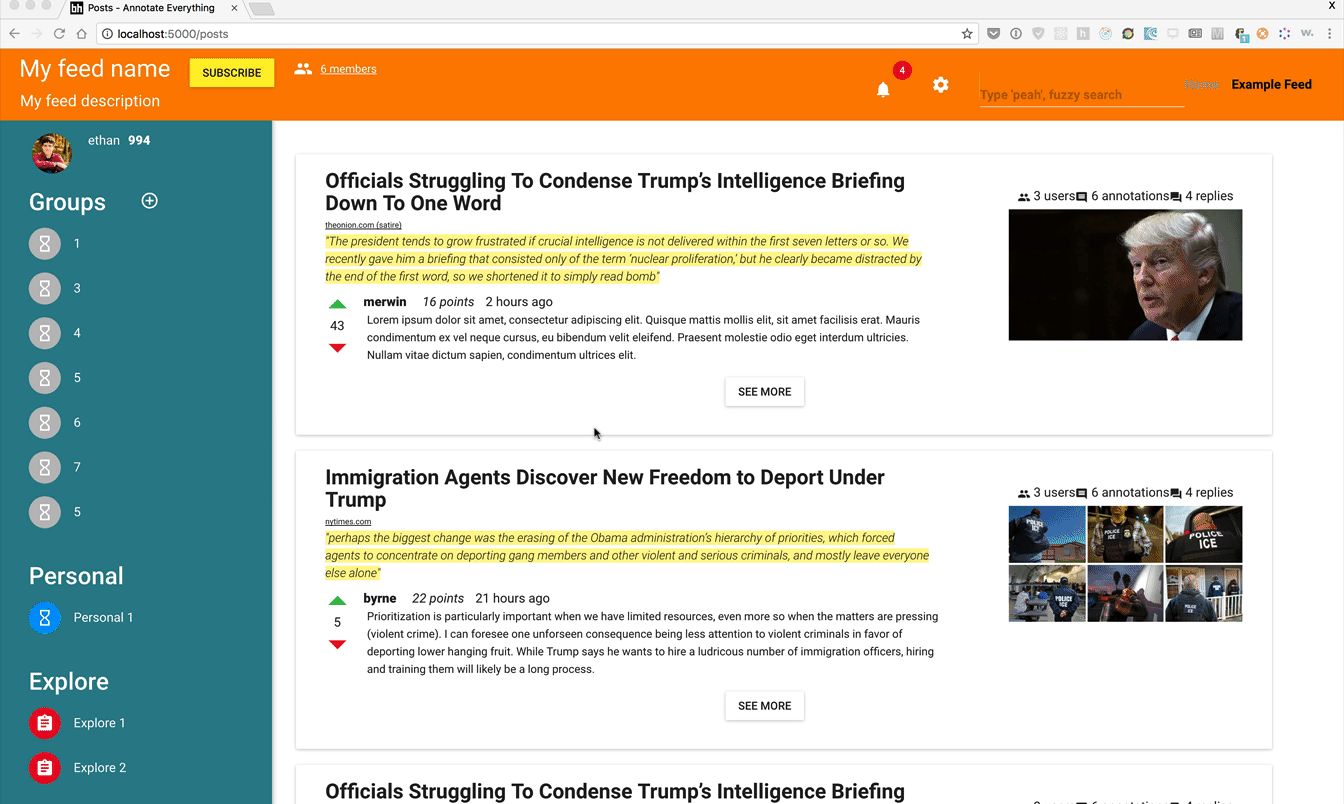 Posts - Annotate Everything
localhost:5000/posts
My feed name
SUBSCRIBE
6 members
My feed description
4
Type 'peah', fuzzy search
Home
Example Feed
ethan 994
Groups
1
3
4
5
6
7
5
Personal
Personal 1
Explore
Explore 1
Explore 2
Officials Struggling To Condense Trump’s Intelligence Briefing
Down To One Word
theonion.com (satire)
"The president tends to grow frustrated if crucial intelligence is not delivered within the first seven letters or so. We
recently gave him a briefing that consisted only of the term ‘nuclear proliferation,’ but he clearly became distracted by
the end of the first word, so we shortened it to simply read bomb"
merwin 16 points 2 hours ago
43
Lorem ipsum dolor sit amet, consectetur adipiscing elit. Quisque mattis mollis elit, sit amet facilisis erat. Mauris
condimentum ex vel neque cursus, eu bibendum velit eleifend. Praesent molestie odio eget interdum ultricies.
Nullam vitae dictum sapien, condimentum ultrices elit.
SEE MORE
3 users 6 annotations 4 replies
Immigration Agents Discover New Freedom to Deport Under
Trump
nytimes.com
"perhaps the biggest change was the erasing of the Obama administration’s hierarchy of priorities, which forced
agents to concentrate on deporting gang members and other violent and serious criminals, and mostly leave everyone
else alone"
byrne 22 points 21 hours ago
5
Prioritization is particularly important when we have limited resources, even more so when the matters are pressing
(violent crime). I can foresee one unforseen consequence being less attention to violent criminals in favor of
deporting lower hanging fruit. While Trump says he wants to hire a ludricous number of immigration officers, hiring
and training them will likely be a long process.
SEE MORE
3 users 6 annotations 4 replies
POLICE
ICE
Officials Struggling To Condense Trump’s Intelligence Briefing